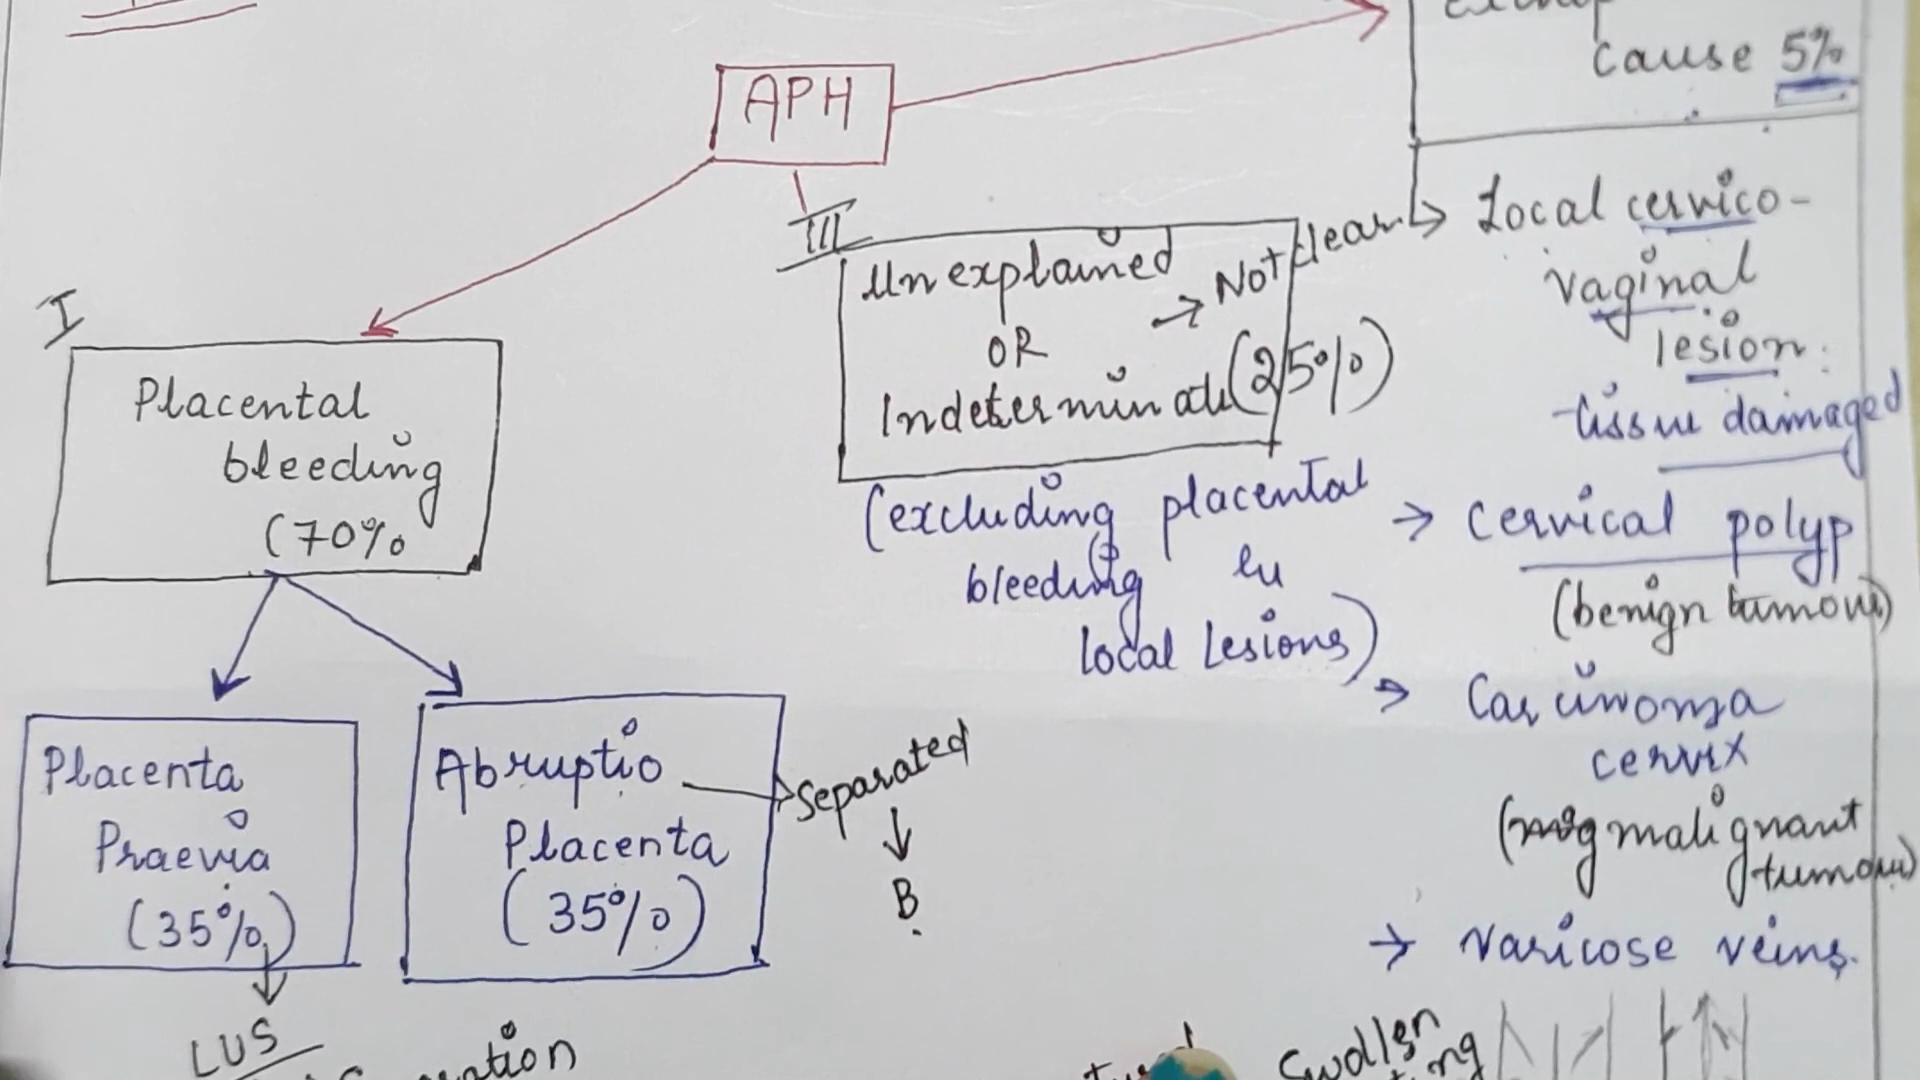 APH
cause 5%
III
Unexplained
OR
Indeterminate (25%)
→ Not clear
(excluding placental
bleeding
local lesions)
I
Placental
bleeding
(70%
Placenta
Praevia
(35%)
LUS
Abruptio
Placenta
(35%)
Separated
↓
B
→ Local cervico-
vaginal
lesion
tissue damaged
→ Cervical polyp
(benign tumour)
→ Carcinoma
cervix
(malignant
tumour)
→ Varicose veins.
Swollen